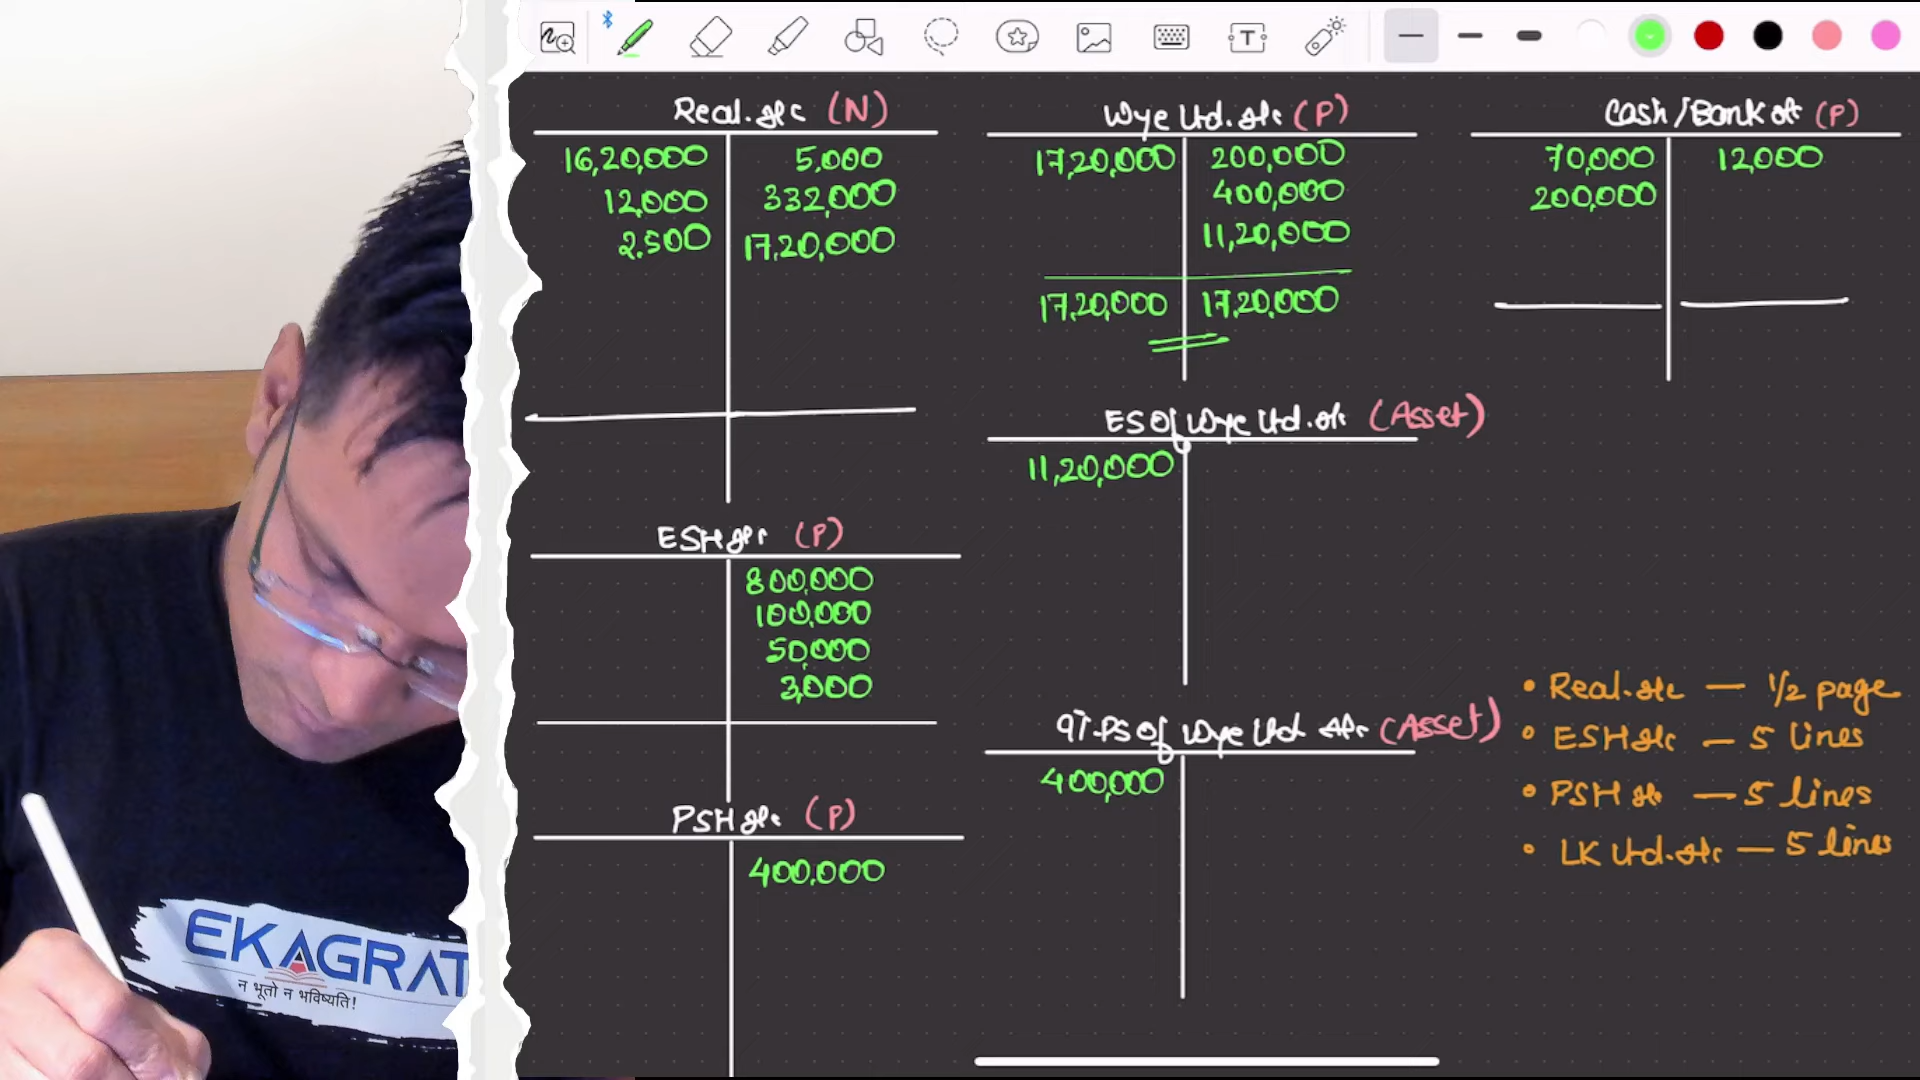 Real. a/c (N)
16,20,000 5,000
12,000 332,000
2,500 17,20,000
ESH a/c (P)
800,000
100,000
50,000
3,000
PSH a/c (P)
400,000
Wye Ltd. a/c (P)
17,20,000 200,000
400,000
11,20,000
17,20,000 17,20,000
ES Of Wye Ltd. a/c (Asset)
11,20,000
9%.PS Of Wye Ltd. a/c (Asset)
400,000
Cash/Bank a/c (P)
70,000 12,000
200,000
• Real. a/c — 1/2 page
• ESH a/c — 5 lines
• PSH a/c — 5 lines
• LK Ltd. a/c — 5 lines
EKAGRAT
न भूतो न भविष्यति!
T